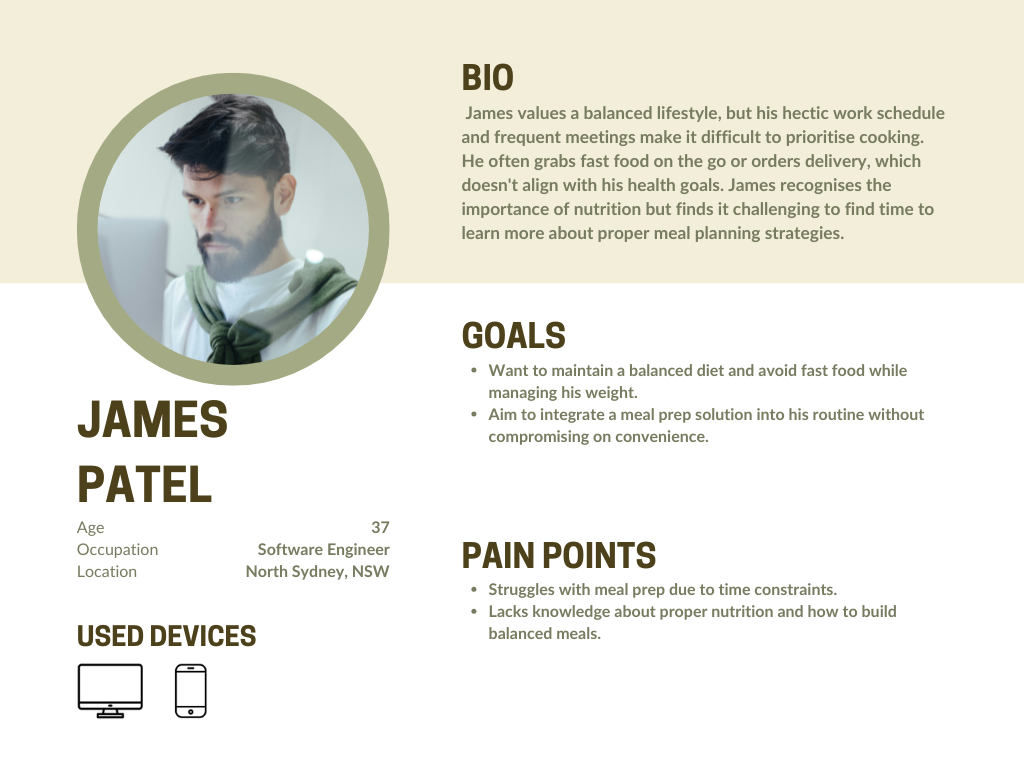 BIO
James values a balanced lifestyle, but his hectic work schedule
and frequent meetings make it difficult to prioritise cooking.
He often grabs fast food on the go or orders delivery, which
doesn't align with his health goals. James recognises the
importance of nutrition but finds it challenging to find time to
learn more about proper meal planning strategies.
JAMES
PATEL
Age 37
Occupation Software Engineer
Location North Sydney, NSW
USED DEVICES
GOALS
• Want to maintain a balanced diet and avoid fast food while
managing his weight.
• Aim to integrate a meal prep solution into his routine without
compromising on convenience.
PAIN POINTS
• Struggles with meal prep due to time constraints.
• Lacks knowledge about proper nutrition and how to build
balanced meals.